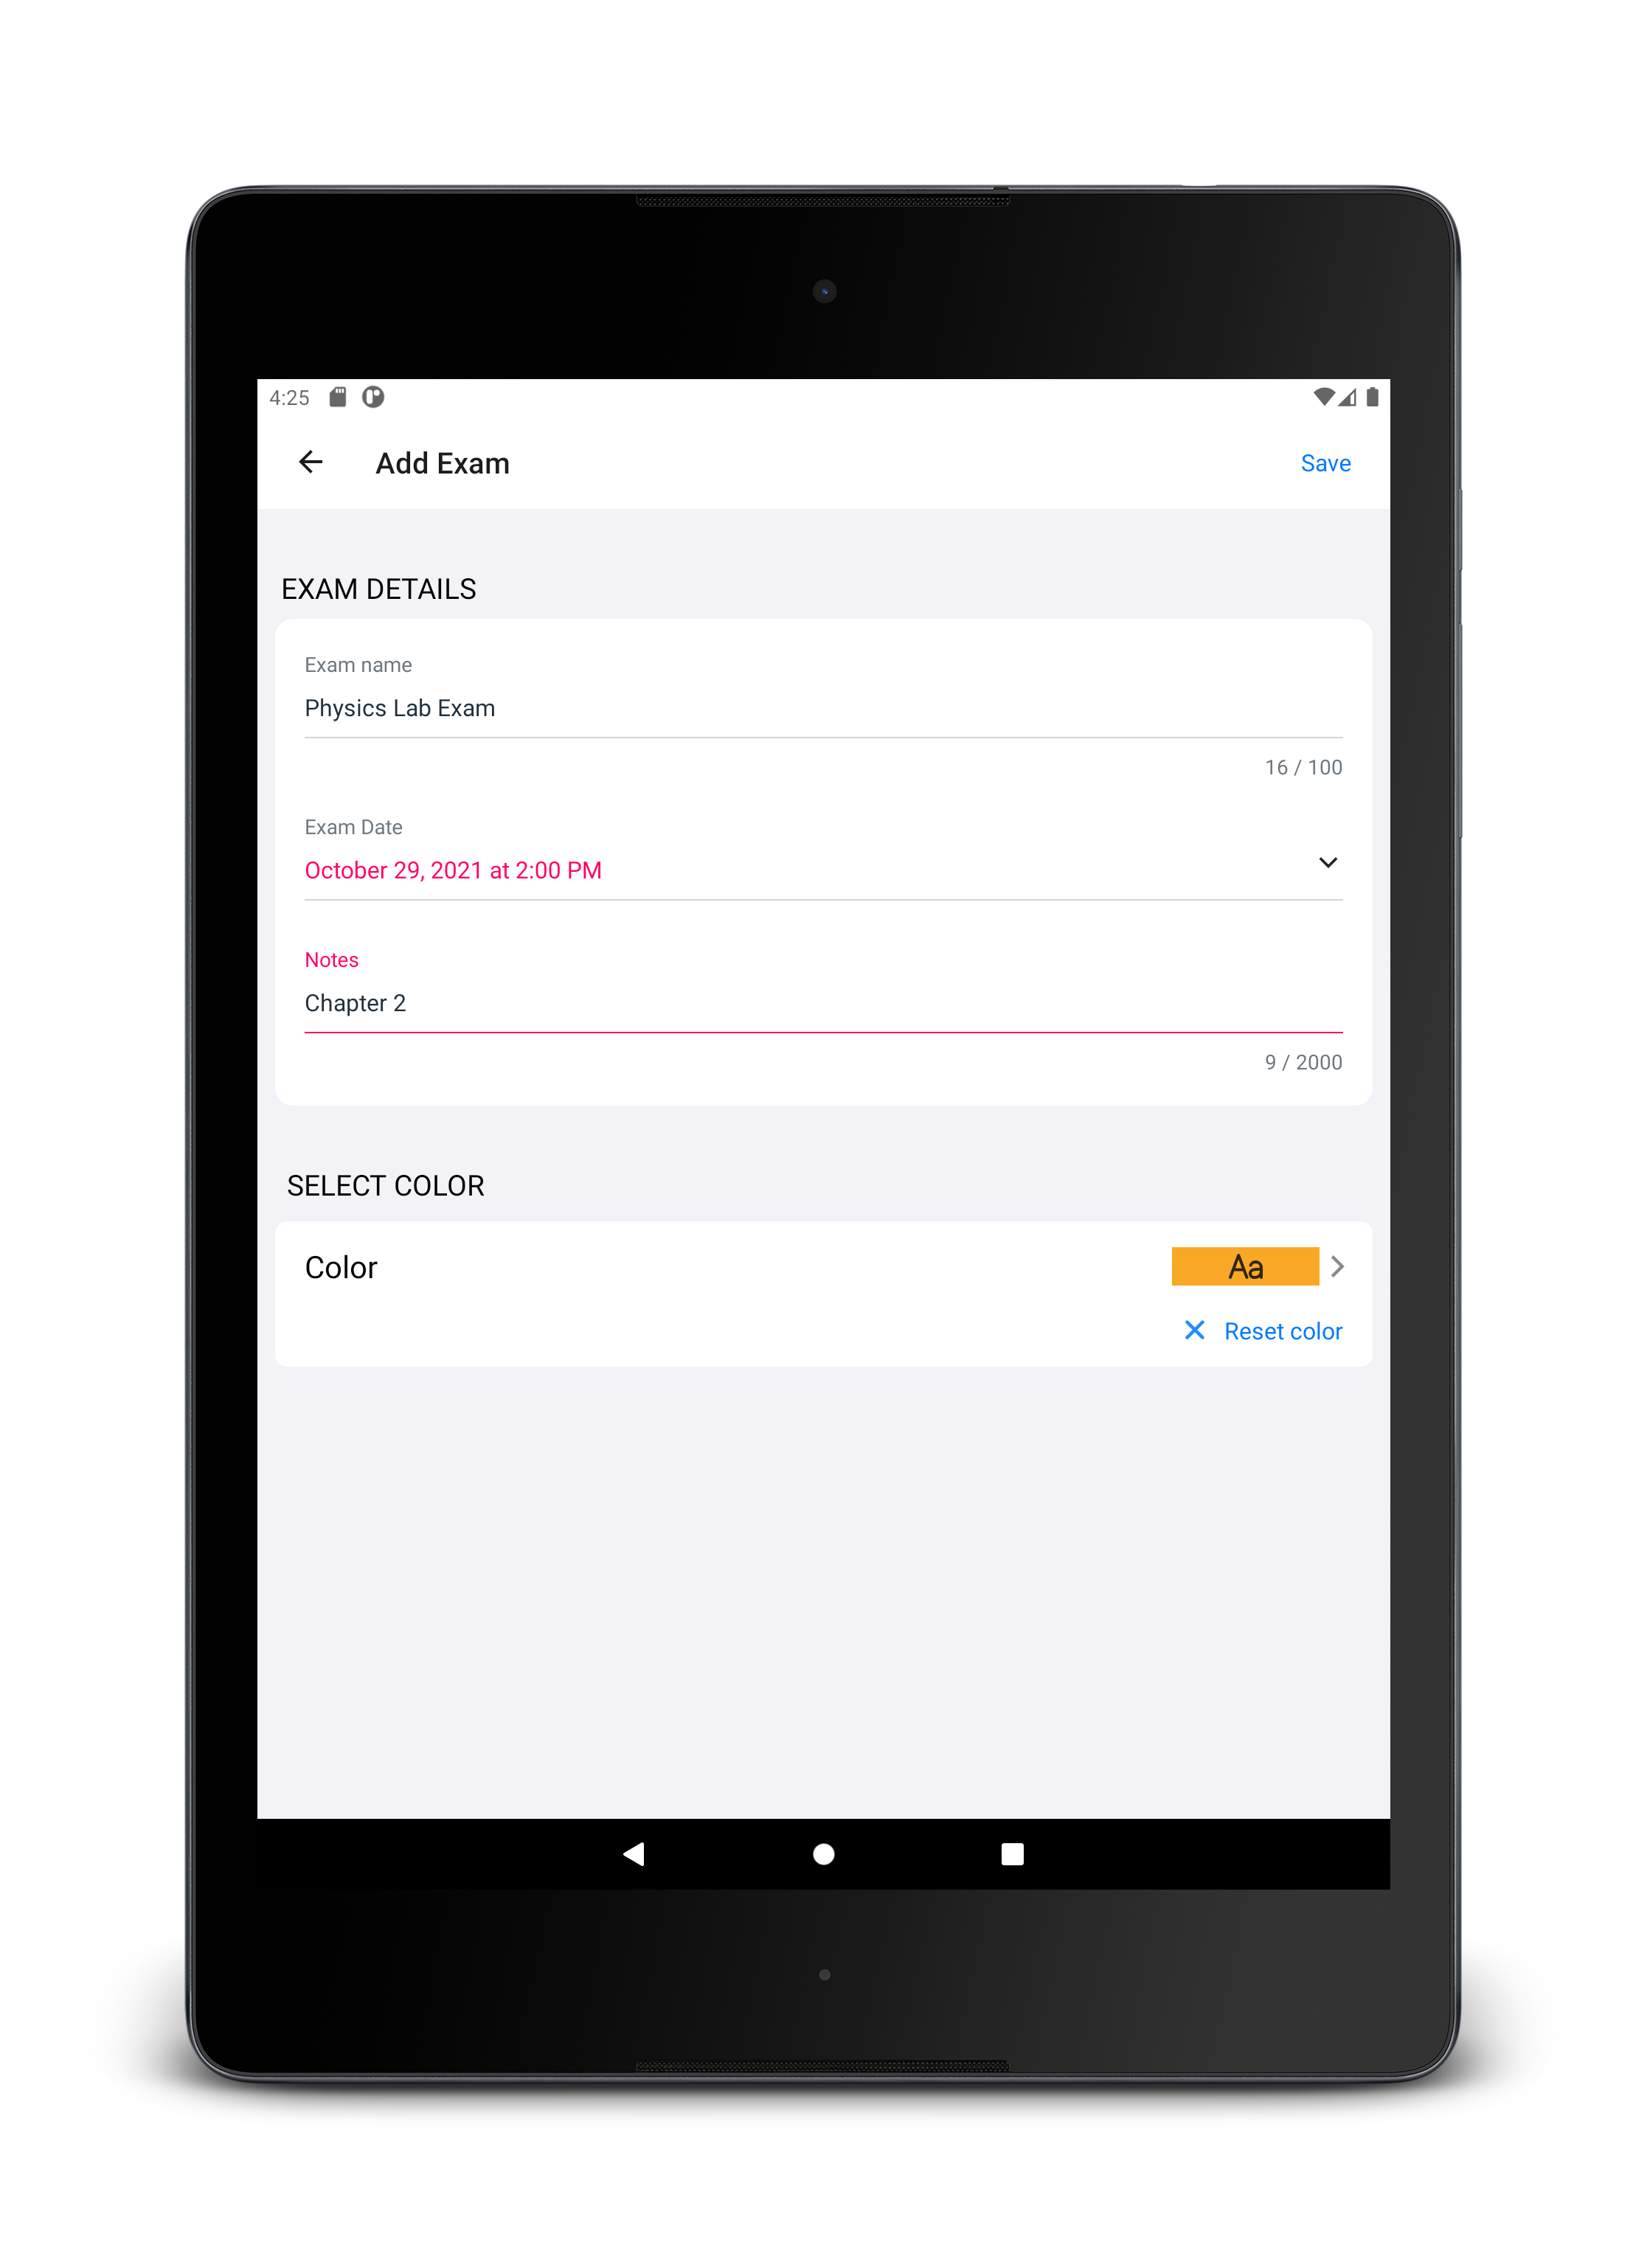 4:25
Add Exam
Save
EXAM DETAILS
Exam name
Physics Lab Exam
16 / 100
Exam Date
October 29, 2021 at 2:00 PM
Notes
Chapter 2
9 / 2000
SELECT COLOR
Color
Aa
Reset color